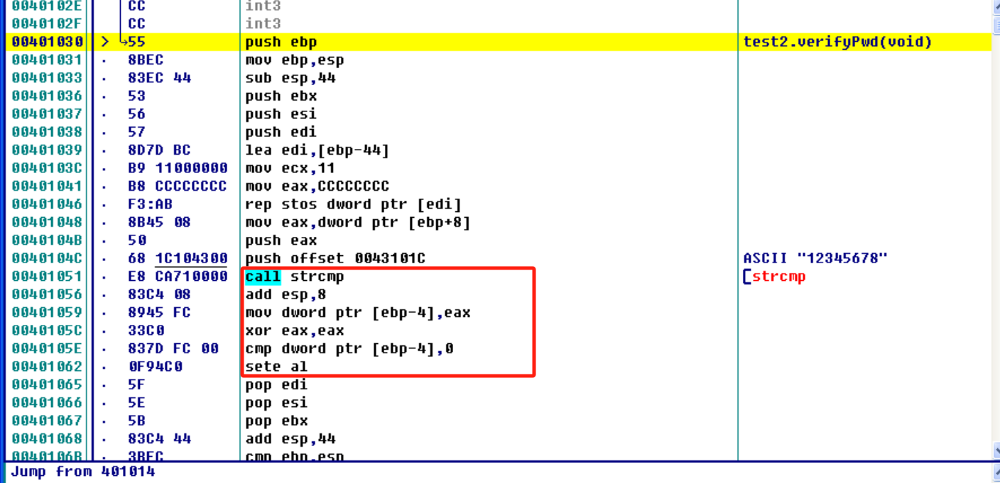 0040102E CC int3
0040102F CC int3
00401030 > 55 push ebp test2.verifyPwd(void)
00401031 . 8BEC mov ebp,esp
00401033 . 83EC 44 sub esp,44
00401036 . 53 push ebx
00401037 . 56 push esi
00401038 . 57 push edi
00401039 . 8D7D BC lea edi,[ebp-44]
0040103C . B9 11000000 mov ecx,11
00401041 . B8 CCCCCCCC mov eax,CCCCCCCC
00401046 . F3:AB rep stos dword ptr [edi]
00401048 . 8B45 08 mov eax,dword ptr [ebp+8]
0040104B . 50 push eax
0040104C . 68 1C104300 push offset 0043101C ASCII "12345678"
00401051 . E8 CA710000 call strcmp [strcmp
00401056 . 83C4 08 add esp,8
00401059 . 8945 FC mov dword ptr [ebp-4],eax
0040105C . 33C0 xor eax,eax
0040105E . 837D FC 00 cmp dword ptr [ebp-4],0
00401062 . 0F94C0 sete al
00401065 . 5F pop edi
00401066 . 5E pop esi
00401067 . 5B pop ebx
00401068 . 83C4 44 add esp,44
0040106B . 3BEC cmp ebp,esp
Jump from 401014